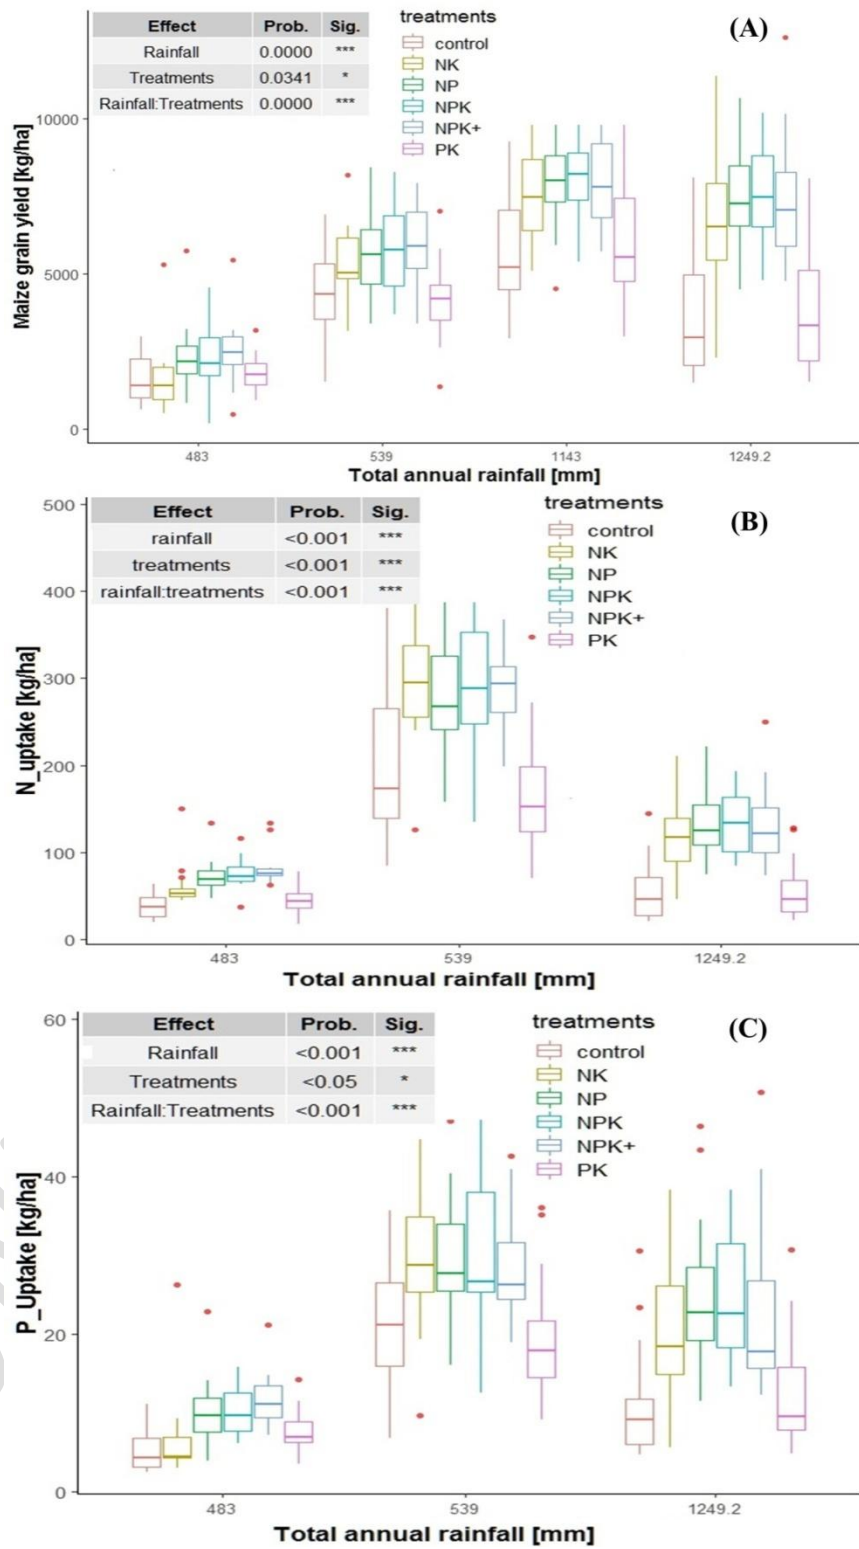 treatments
(A)
Effect Prob. Sig.
Rainfall 0.0000 ***
Treatments 0.0341 *
Rainfall:Treatments 0.0000 ***
control
NK
NP
NPK
NPK+
PK
Maize grain yield [kg/ha]
10000
5000
0
483 539 1143 1249.2
Total annual rainfall [mm]
treatments
(B)
Effect Prob. Sig.
rainfall <0.001 ***
treatments <0.001 ***
rainfall:treatments <0.001 ***
control
NK
NP
NPK
NPK+
PK
N_uptake [kg/ha]
500
400
300
200
100
0
483 539 1249.2
Total annual rainfall [mm]
treatments
(C)
Effect Prob. Sig.
Rainfall <0.001 ***
Treatments <0.05 *
Rainfall:Treatments <0.001 ***
control
NK
NP
NPK
NPK+
PK
P_Uptake [kg/ha]
60
40
20
0
483 539 1249.2
Total annual rainfall [mm]